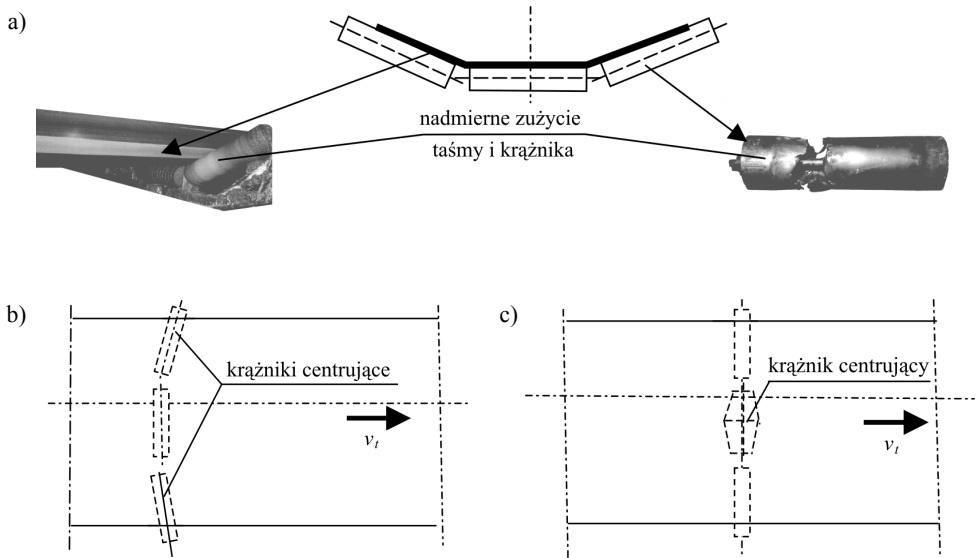 a)
nadmierne zużycie
taśmy i krążnika
b)
krążniki centrujące
v_t
c)
krążnik centrujący
v_t